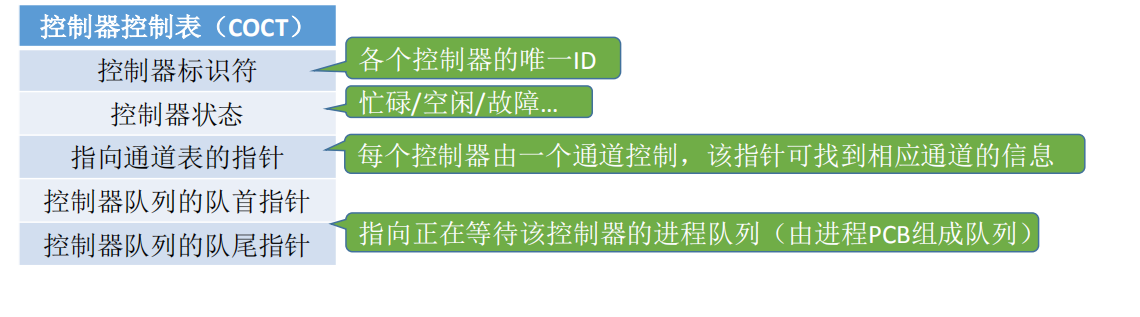 控制器控制表（COCT）
控制器标识符
各个控制器的唯一ID
控制器状态
忙碌/空闲/故障...
指向通道表的指针
每个控制器由一个通道控制，该指针可找到相应通道的信息
控制器队列的队首指针
控制器队列的队尾指针
指向正在等待该控制器的进程队列（由进程PCB组成队列）